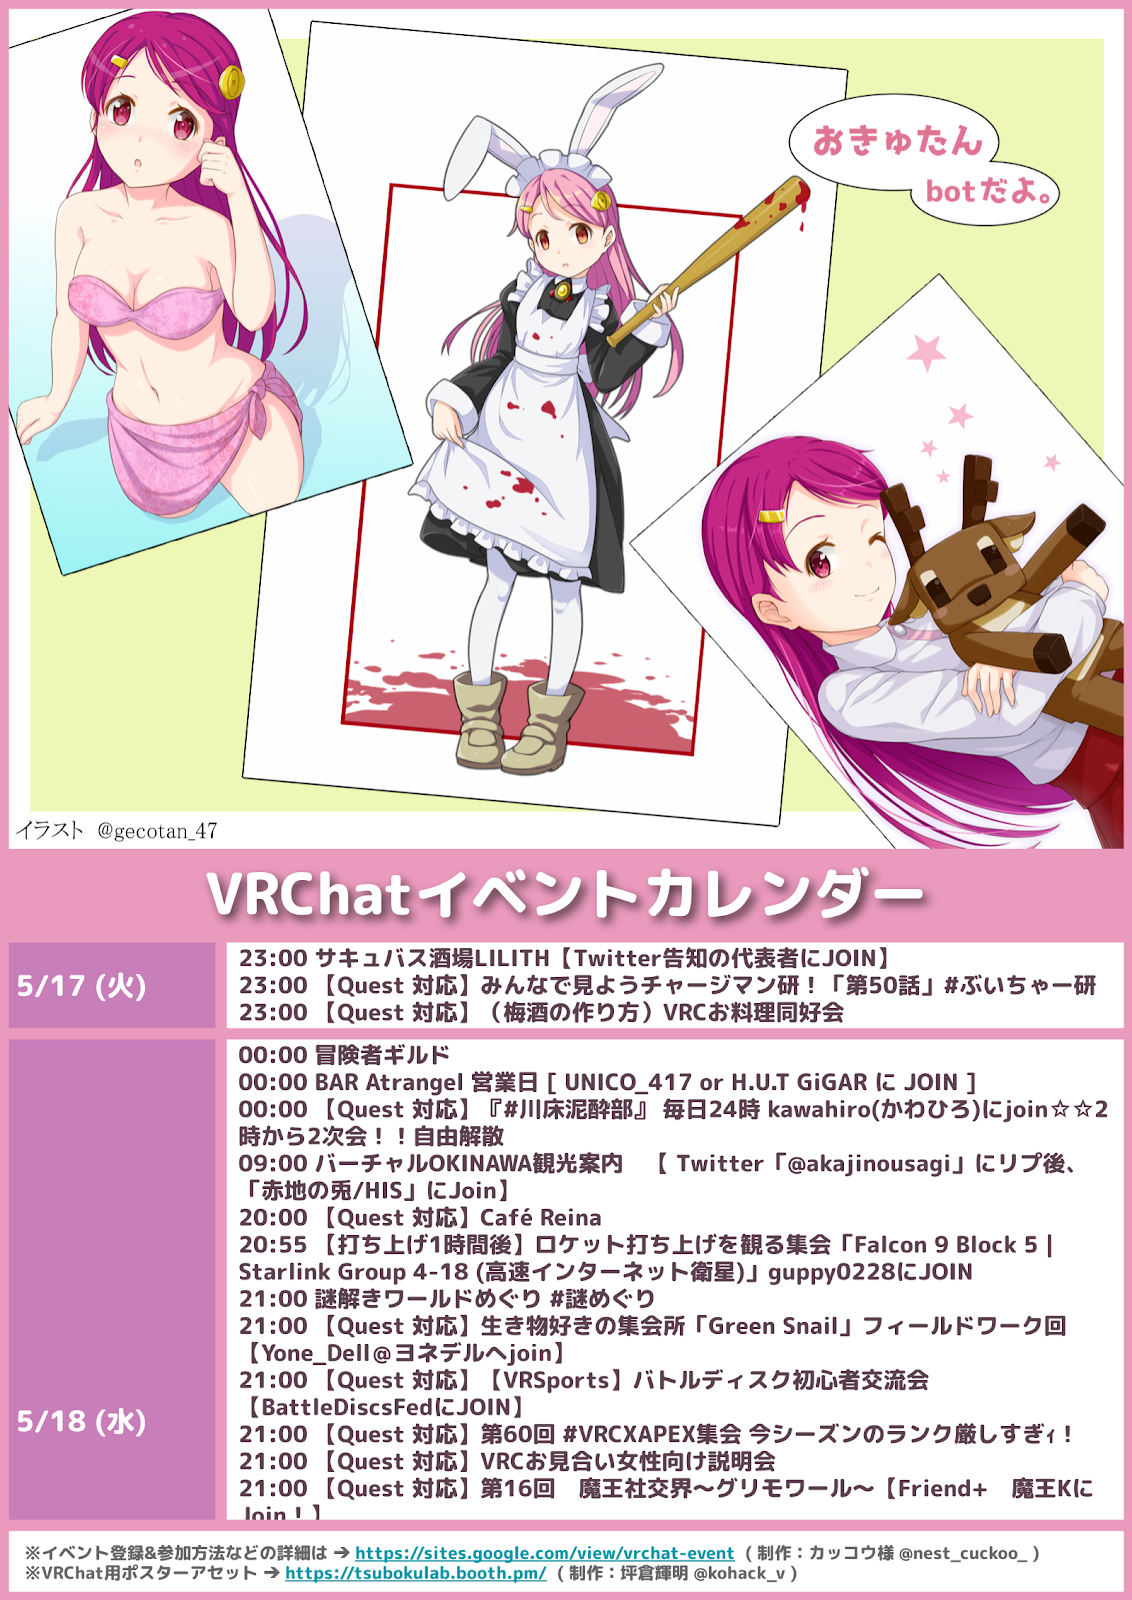 おきゅたん
botだよ。
イラスト @gecotan_47
VRChatイベントカレンダー
5/17 (火)
23:00 サキュバス酒場LILITH【Twitter告知の代表者にJOIN】
23:00 【Quest 対応】みんなで見ようチャージマン研！「第50話」#ぶいちゃー研
23:00 【Quest 対応】（梅酒の作り方）VRCお料理同好会
5/18 (水)
00:00 冒険者ギルド
00:00 BAR Atrangel 営業日 [ UNICO_417 or H.U.T GiGAR に JOIN ]
00:00 【Quest 対応】『#川床泥酔部』 毎日24時 kawahiro(かわひろ)にjoin☆☆2
時から2次会！！自由解散
09:00 バーチャルOKINAWA観光案内　【 Twitter「@akajinousagi」にリプ後、
「赤地の兎/HIS」にJoin】
20:00 【Quest 対応】Café Reina
20:55 【打ち上げ1時間後】ロケット打ち上げを観る集会「Falcon 9 Block 5 |
Starlink Group 4-18 (高速インターネット衛星)」guppy0228にJOIN
21:00 謎解きワールドめぐり #謎めぐり
21:00 【Quest 対応】生き物好きの集会所「Green Snail」フィールドワーク回
【Yone_Dell＠ヨネデルへjoin】
21:00 【Quest 対応】【VRSports】バトルディスク初心者交流会
【BattleDiscsFedにJOIN】
21:00 【Quest 対応】第60回 #VRCXAPEX集会 今シーズンのランク厳しすぎｨ！
21:00 【Quest 対応】VRCお見合い女性向け説明会
21:00 【Quest 対応】第16回　魔王社交界～グリモワール～【Friend+　魔王Kに
Join！】
※イベント登録&参加方法などの詳細は ➔ https://sites.google.com/view/vrchat-event （ 制作：カッコウ様 @nest_cuckoo_ ）
※VRChat用ポスターアセット ➔ https://tsubokulab.booth.pm/ （ 制作：坪倉輝明 @kohack_v ）